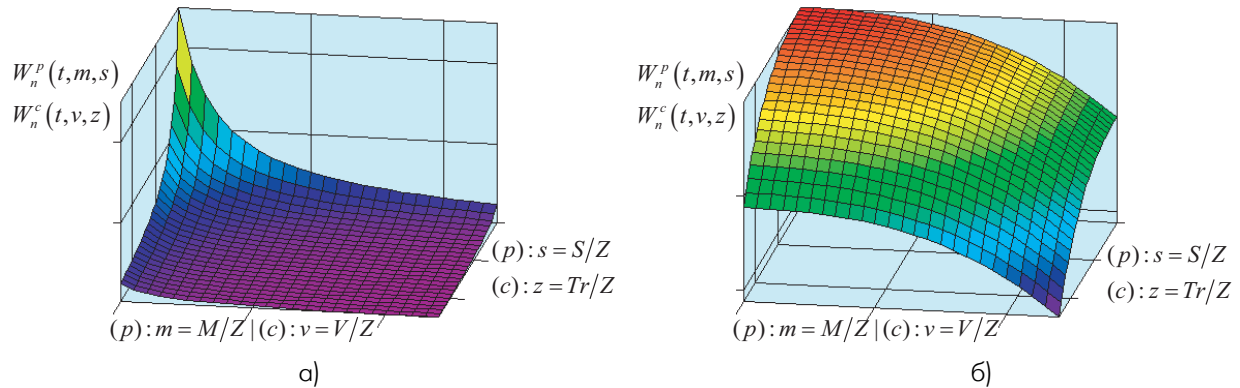 W_n^p(t,m,s)
W_n^c(t,v,z)
(p): s = S/Z
(c): z = Tr/Z
(p): m = M/Z | (c): v = V/Z
а)
W_n^p(t,m,s)
W_n^c(t,v,z)
(p): s = S/Z
(c): z = Tr/Z
(p): m = M/Z | (c): v = V/Z
б)